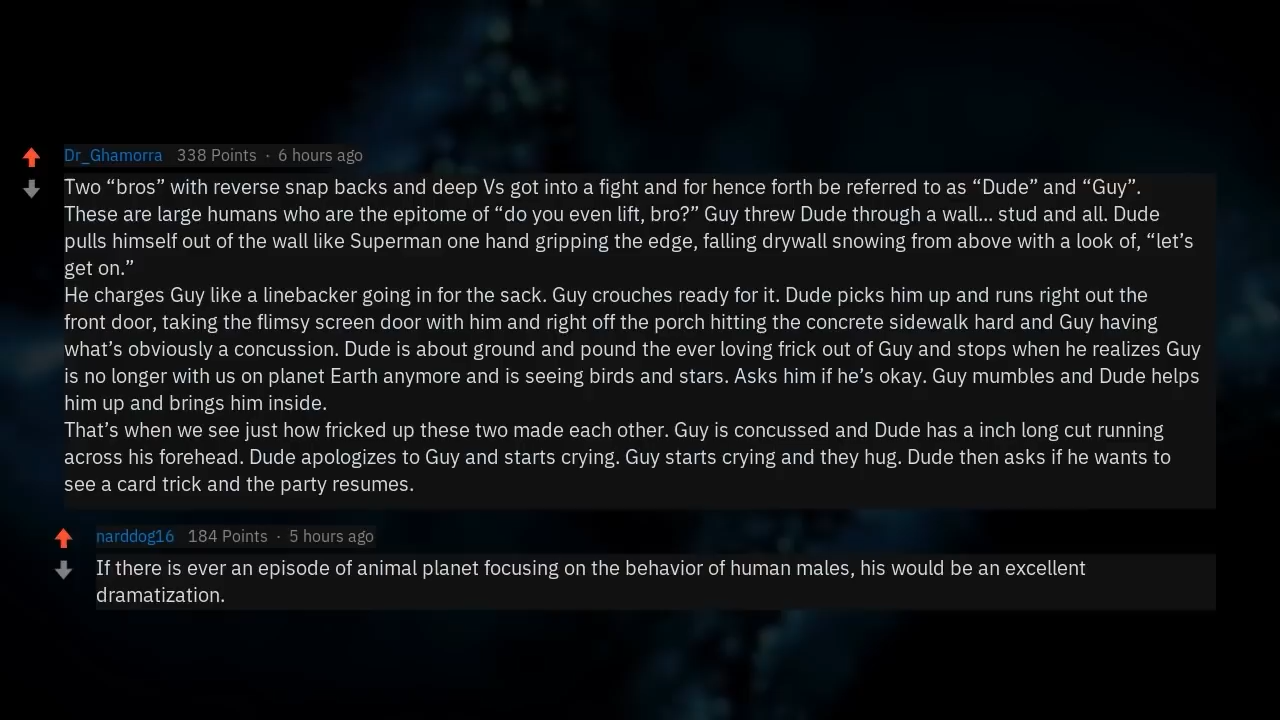 Dr_Ghamorra 338 Points · 6 hours ago
Two “bros” with reverse snap backs and deep Vs got into a fight and for hence forth be referred to as “Dude” and “Guy”.
These are large humans who are the epitome of “do you even lift, bro?” Guy threw Dude through a wall... stud and all. Dude
pulls himself out of the wall like Superman one hand gripping the edge, falling drywall snowing from above with a look of, “let’s
get on.”
He charges Guy like a linebacker going in for the sack. Guy crouches ready for it. Dude picks him up and runs right out the
front door, taking the flimsy screen door with him and right off the porch hitting the concrete sidewalk hard and Guy having
what’s obviously a concussion. Dude is about ground and pound the ever loving frick out of Guy and stops when he realizes Guy
is no longer with us on planet Earth anymore and is seeing birds and stars. Asks him if he’s okay. Guy mumbles and Dude helps
him up and brings him inside.
That’s when we see just how fricked up these two made each other. Guy is concussed and Dude has a inch long cut running
across his forehead. Dude apologizes to Guy and starts crying. Guy starts crying and they hug. Dude then asks if he wants to
see a card trick and the party resumes.
narddog16 184 Points · 5 hours ago
If there is ever an episode of animal planet focusing on the behavior of human males, his would be an excellent
dramatization.